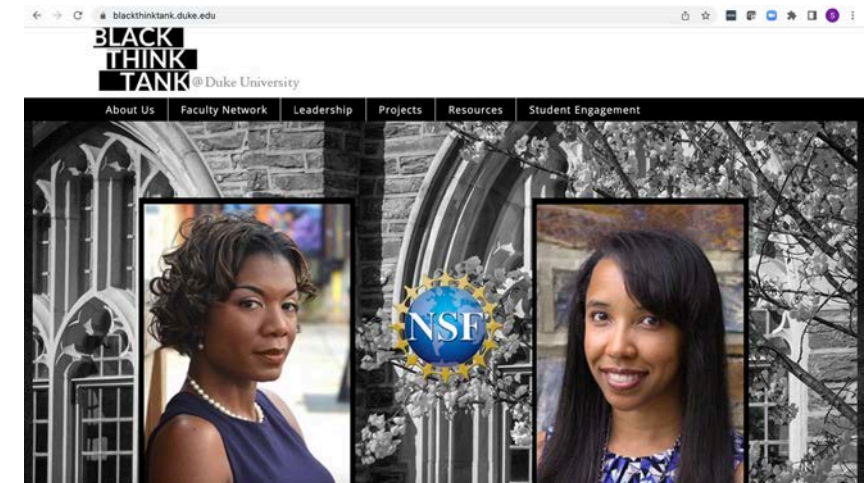 blackthinktank.duke.edu
S
BLACK
THINK
TANK @Duke University
About Us Faculty Network Leadership Projects Resources Student Engagement
NSF